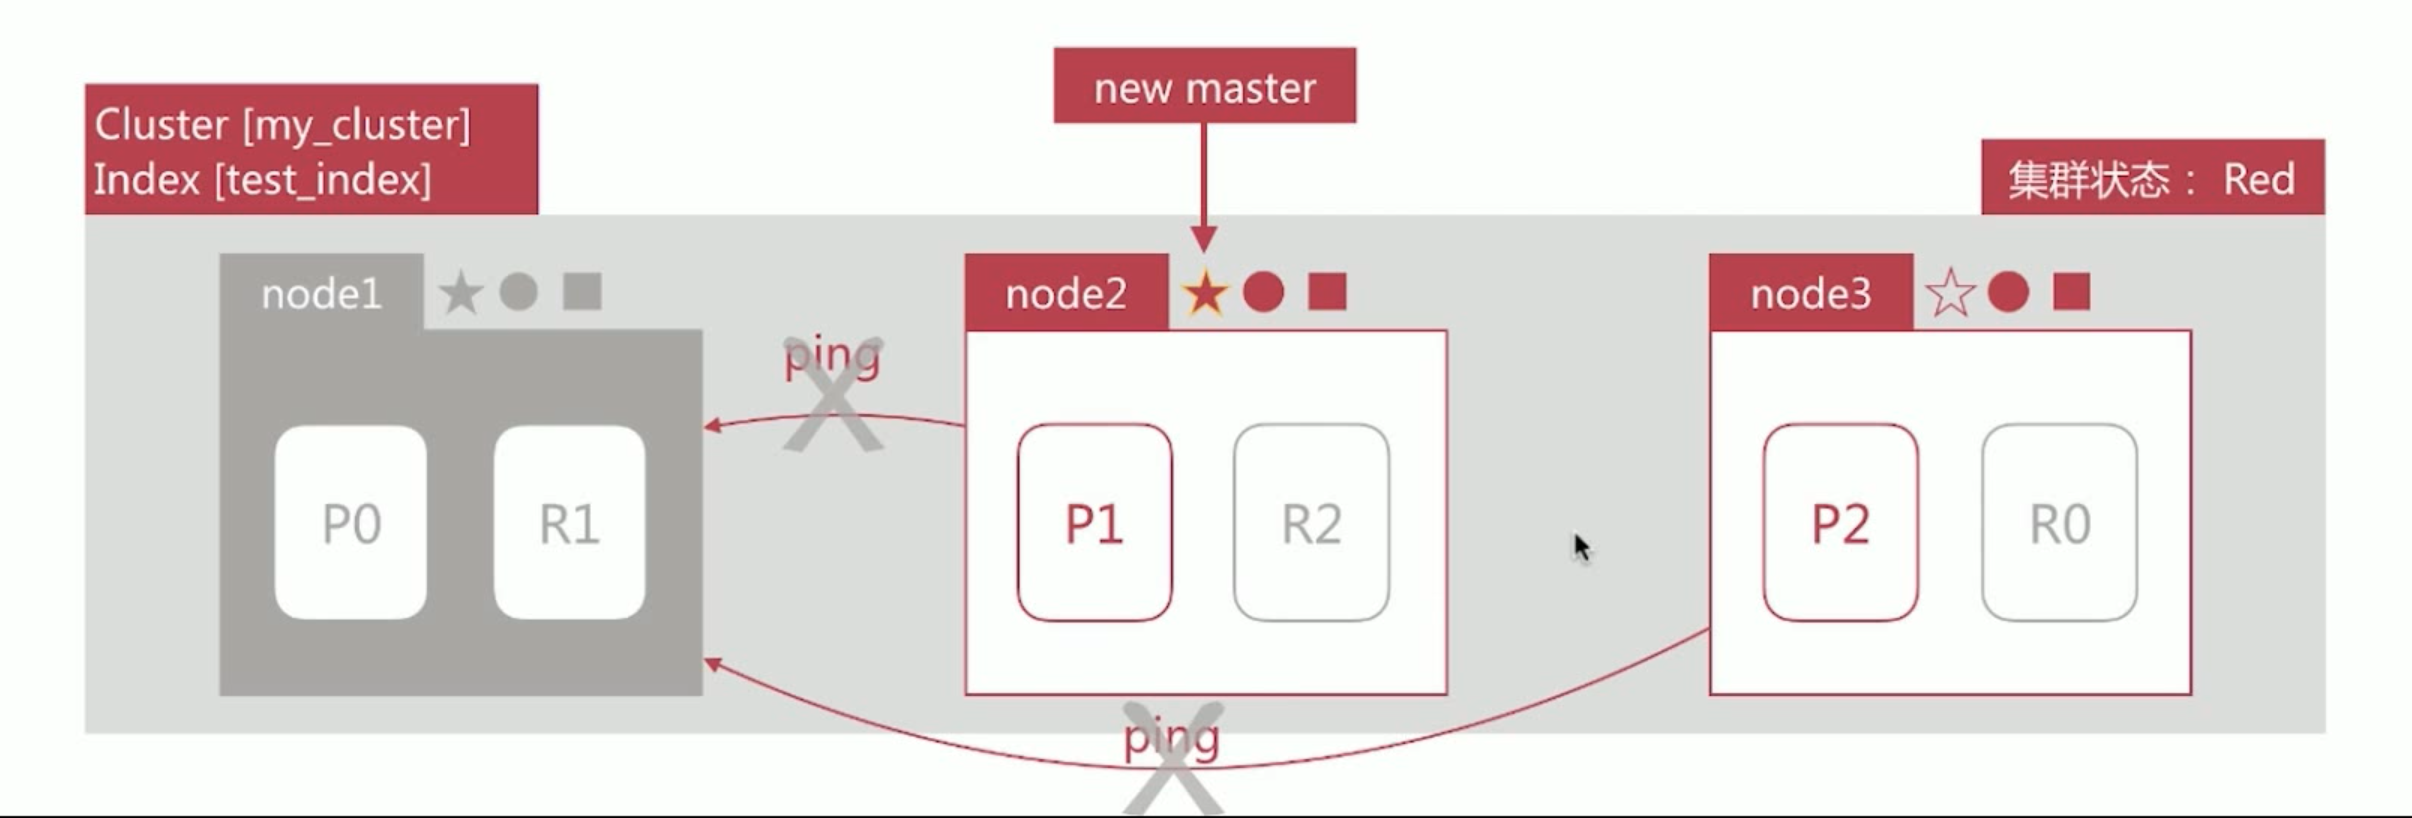 new master
Cluster [my_cluster]
Index [test_index]
集群状态： Red
node1
node2
node3
ping
P0
R1
P1
R2
P2
R0
ping